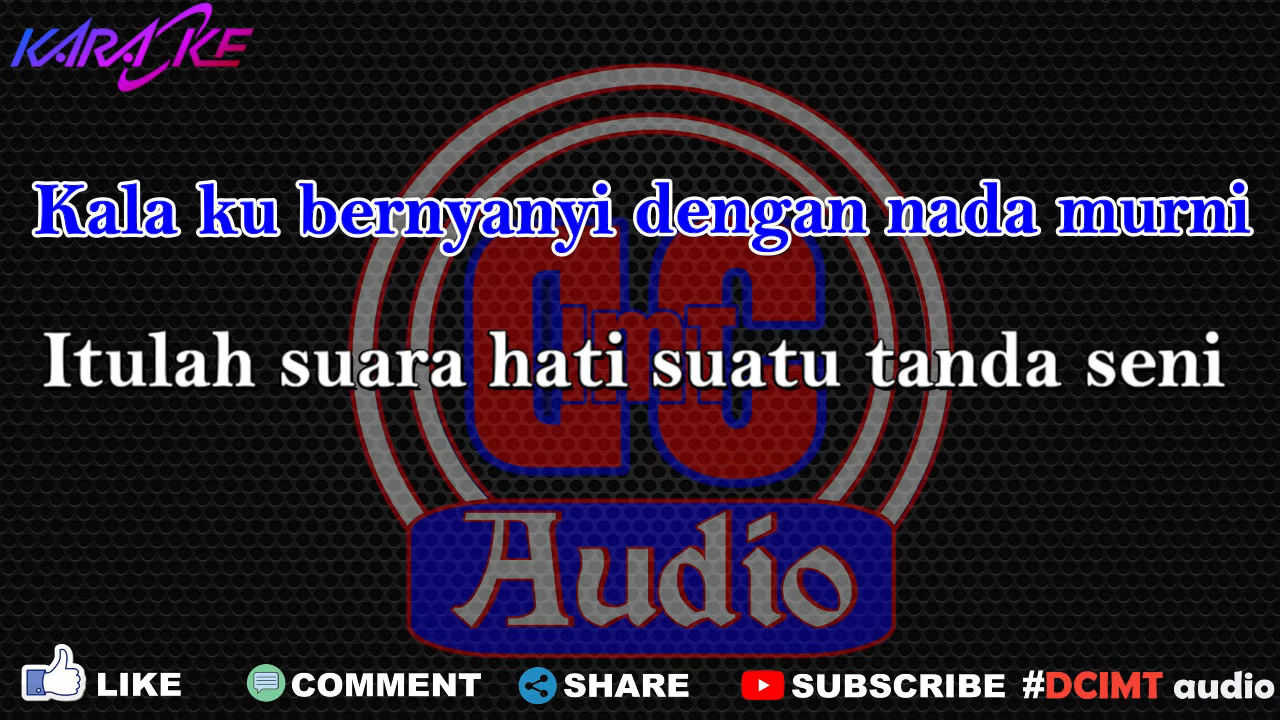 KARAOKE
Kala ku bernyanyi dengan nada murni
Itulah suara hati suatu tanda seni
Audio
LIKE COMMENT SHARE SUBSCRIBE #DCIMT audio